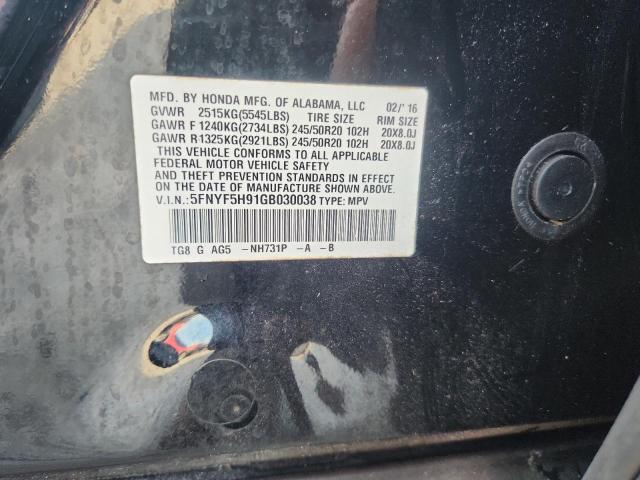 MFD. BY HONDA MFG. OF ALABAMA, LLC 02/'16
GVWR 2515KG(5545LBS) TIRE SIZE RIM SIZE
GAWR F 1240KG(2734LBS) 245/50R20 102H 20X8.0J
GAWR R 1325KG(2921LBS) 245/50R20 102H 20X8.0J
THIS VEHICLE CONFORMS TO ALL APPLICABLE
FEDERAL MOTOR VEHICLE SAFETY
AND THEFT PREVENTION STANDARDS IN EFFECT
ON THE DATE OF MANUFACTURE SHOWN ABOVE.
V.I.N.: 5FNYF5H91GB030038 TYPE: MPV
TG8 G AG5 -NH731P -A -B